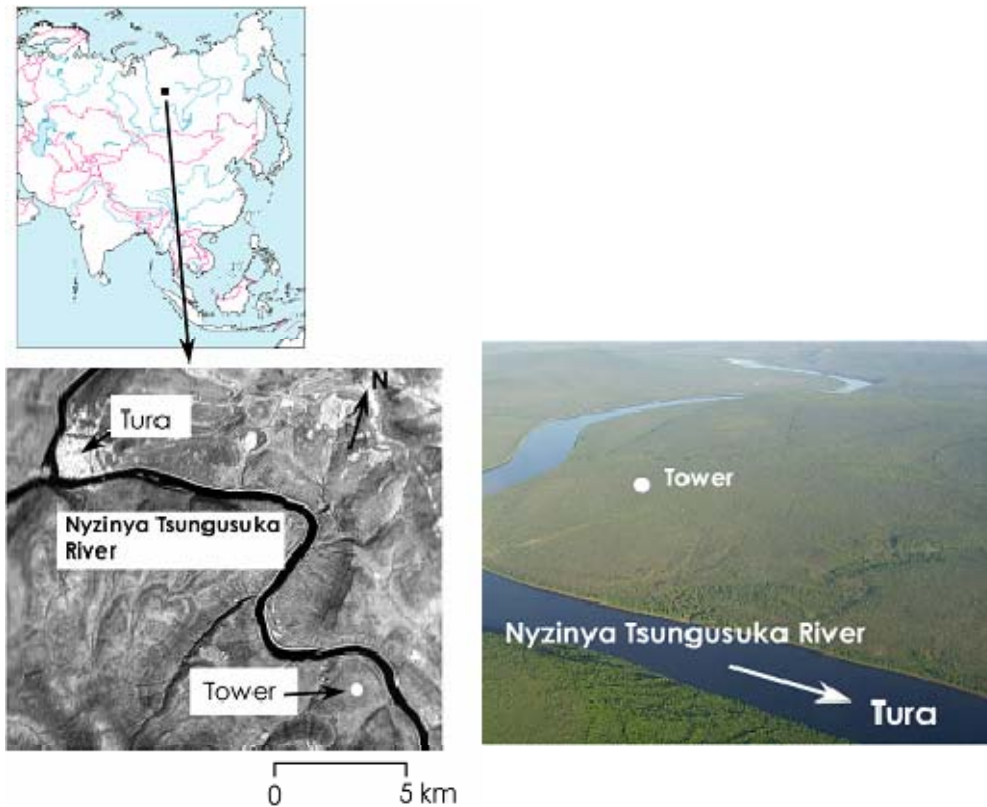 N
Tura
Nyzinya Tsungusuka
River
Tower
0 5 km
Tower
Nyzinya Tsungusuka River
Tura